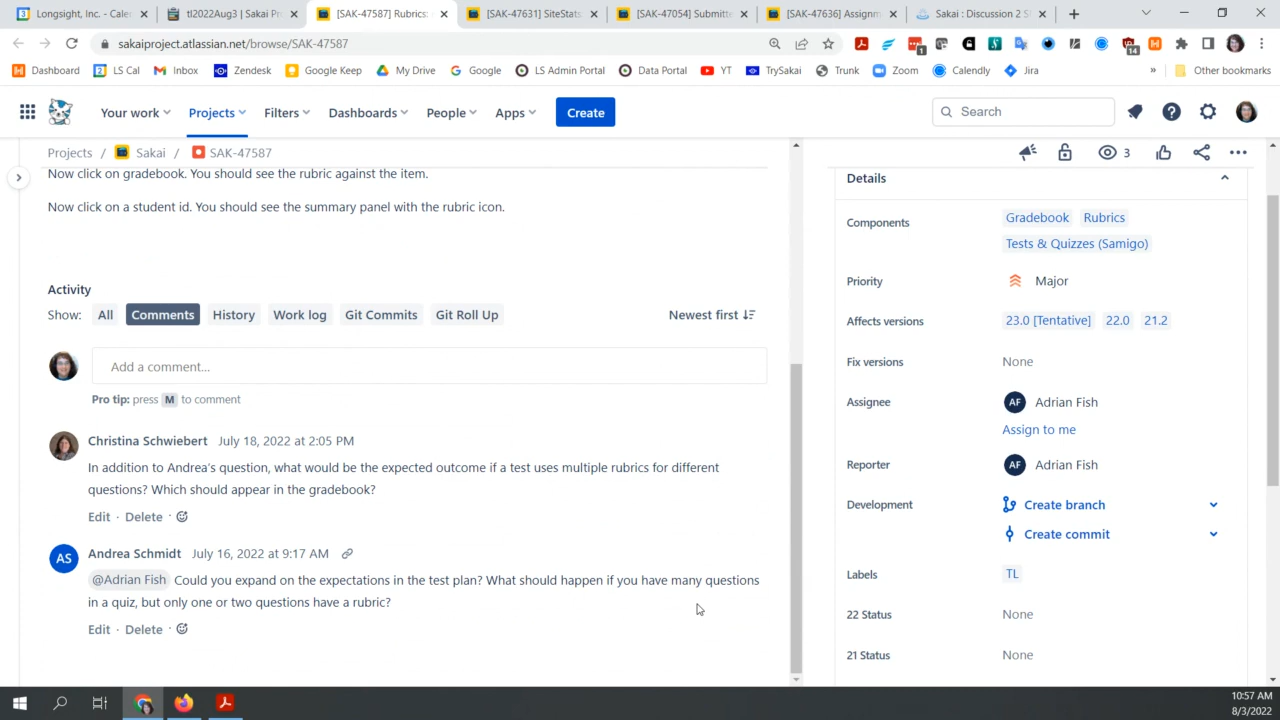 Longsight, Inc. - Caler
tl2022Aug3 | Sakai Pr
[SAK-47587] Rubrics:
[SAK-47631] SiteStats
[SAK-47054] Submitte
[SAK-47636] Assignm
Sakai : Discussion 2 S
sakaiproject.atlassian.net/browse/SAK-47587
1
14
Dashboard
LS Cal
Inbox
Zendesk
Google Keep
My Drive
Google
LS Admin Portal
Data Portal
YT
TrySakai
Trunk
Zoom
Calendly
Jira
»
Other bookmarks
Your work
Projects
Filters
Dashboards
People
Apps
Create
Search
Projects / Sakai / SAK-47587
3
Now click on gradebook. You should see the rubric against the item.
Now click on a student id. You should see the summary panel with the rubric icon.
Activity
Show: All Comments History Work log Git Commits Git Roll Up Newest first
Add a comment...
Pro tip: press M to comment
Christina Schwiebert July 18, 2022 at 2:05 PM
In addition to Andrea's question, what would be the expected outcome if a test uses multiple rubrics for different
questions? Which should appear in the gradebook?
Edit · Delete ·
AS
Andrea Schmidt July 16, 2022 at 9:17 AM
@Adrian Fish Could you expand on the expectations in the test plan? What should happen if you have many questions
in a quiz, but only one or two questions have a rubric?
Edit · Delete ·
Details
Components Gradebook Rubrics
Tests & Quizzes (Samigo)
Priority Major
Affects versions 23.0 [Tentative] 22.0 21.2
Fix versions None
Assignee AF Adrian Fish
Assign to me
Reporter AF Adrian Fish
Development Create branch
Create commit
Labels TL
22 Status None
21 Status None
10:57 AM
8/3/2022